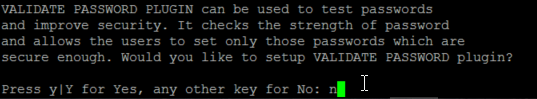 VALIDATE PASSWORD PLUGIN can be used to test passwords
and improve security. It checks the strength of password
and allows the users to set only those passwords which are
secure enough. Would you like to setup VALIDATE PASSWORD plugin?
Press y|Y for Yes, any other key for No: n